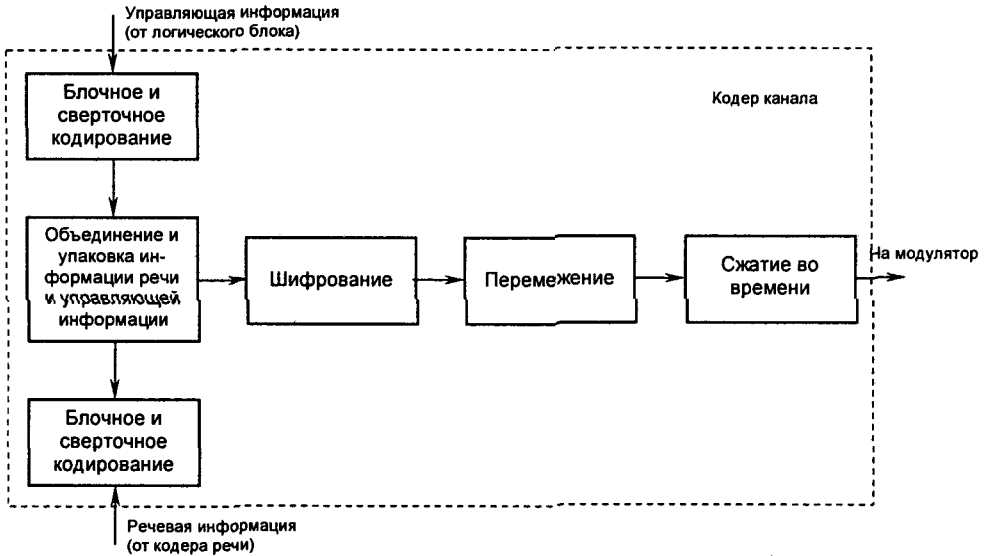 Управляющая информация
(от логического блока)
Блочное и
сверточное
кодирование
Кодер канала
Объединение и
упаковка ин-
формации речи
и управляющей
информации
Шифрование
Перемежение
Сжатие во
времени
На модулятор
Блочное и
сверточное
кодирование
Речевая информация
(от кодера речи)